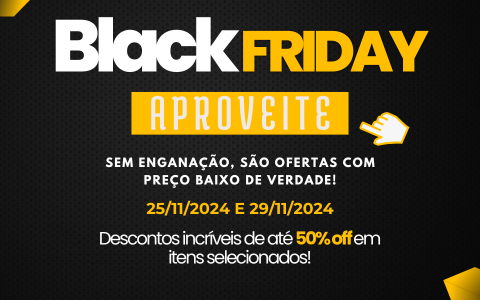 Black FRIDAY
APROVEITE
SEM ENGANAÇÃO, SÃO OFERTAS COM
PREÇO BAIXO DE VERDADE!
25/11/2024 E 29/11/2024
Descontos incríveis de até 50% off em
itens selecionados!